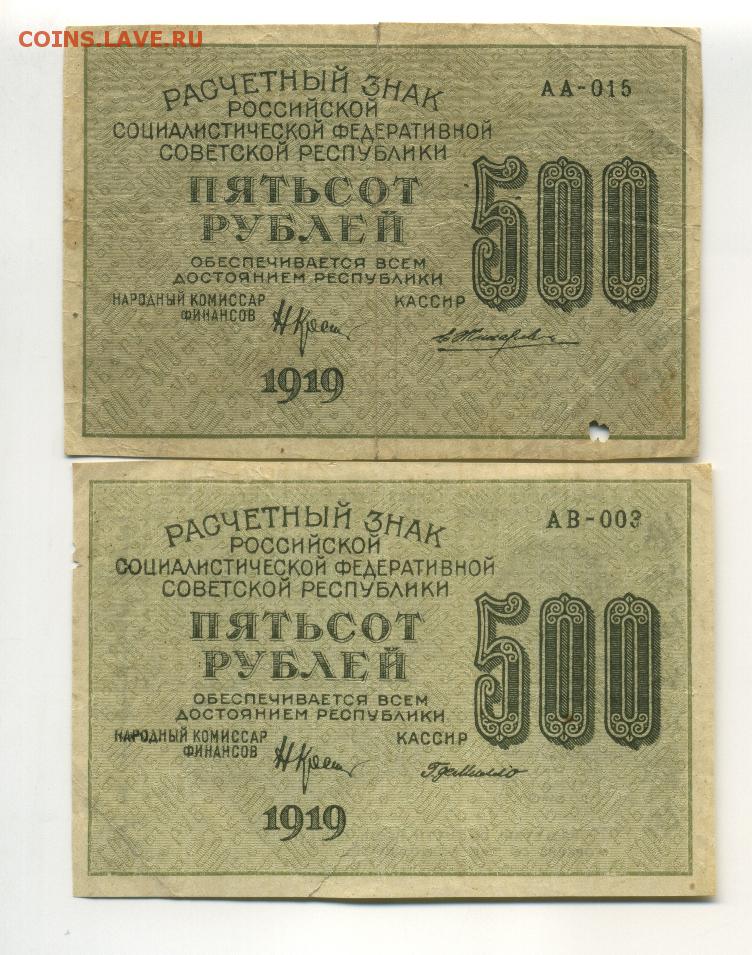 COINS.LAVE.RU
РАСЧЕТНЫЙ ЗНАК
АА-015
РОССИЙСКОЙ
СОЦИАЛИСТИЧЕСКОЙ ФЕДЕРАТИВНОЙ
СОВЕТСКОЙ РЕСПУБЛИКИ
ПЯТЬСОТ
РУБЛЕЙ
500
ОБЕСПЕЧИВАЕТСЯ ВСЕМ
ДОСТОЯНИЕМ РЕСПУБЛИКИ
НАРОДНЫЙ КОМИССАР
ФИНАНСОВ
КАССИР
1919
РАСЧЕТНЫЙ ЗНАК
АВ-003
РОССИЙСКОЙ
СОЦИАЛИСТИЧЕСКОЙ ФЕДЕРАТИВНОЙ
СОВЕТСКОЙ РЕСПУБЛИКИ
ПЯТЬСОТ
РУБЛЕЙ
500
ОБЕСПЕЧИВАЕТСЯ ВСЕМ
ДОСТОЯНИЕМ РЕСПУБЛИКИ
НАРОДНЫЙ КОМИССАР
ФИНАНСОВ
КАССИР
1919